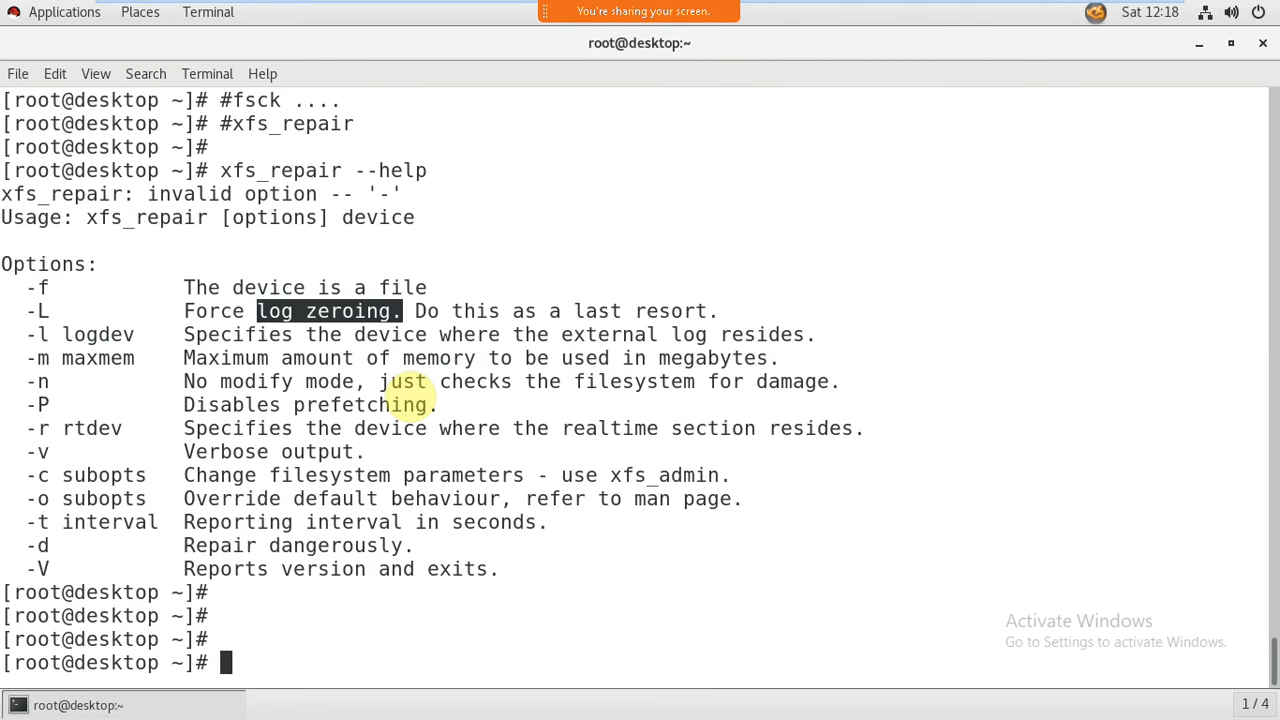 Applications Places Terminal You're sharing your screen. Sat 12:18
root@desktop:~
File Edit View Search Terminal Help
[root@desktop ~]# #fsck ....
[root@desktop ~]# #xfs_repair
[root@desktop ~]#
[root@desktop ~]# xfs_repair --help
xfs_repair: invalid option -- '-'
Usage: xfs_repair [options] device
Options:
-f The device is a file
-L Force log zeroing. Do this as a last resort.
-l logdev Specifies the device where the external log resides.
-m maxmem Maximum amount of memory to be used in megabytes.
-n No modify mode, just checks the filesystem for damage.
-P Disables prefetching.
-r rtdev Specifies the device where the realtime section resides.
-v Verbose output.
-c subopts Change filesystem parameters - use xfs_admin.
-o subopts Override default behaviour, refer to man page.
-t interval Reporting interval in seconds.
-d Repair dangerously.
-V Reports version and exits.
[root@desktop ~]#
[root@desktop ~]#
[root@desktop ~]#
[root@desktop ~]#
Activate Windows
Go to Settings to activate Windows.
root@desktop:~ 1 / 4